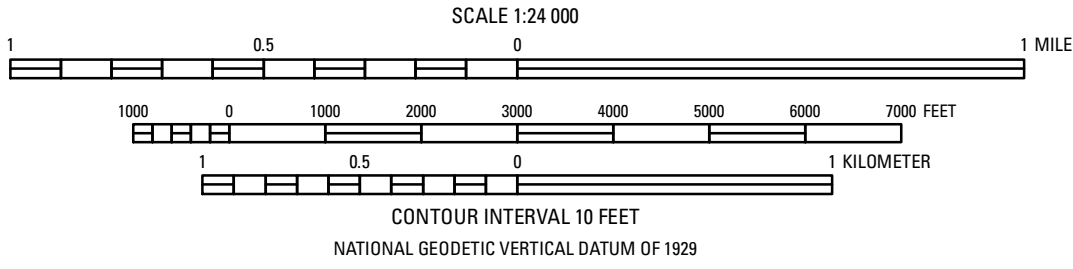 SCALE 1:24 000
1 0.5 0 1 MILE
1000 0 1000 2000 3000 4000 5000 6000 7000 FEET
1 0.5 0 1 KILOMETER
CONTOUR INTERVAL 10 FEET
NATIONAL GEODETIC VERTICAL DATUM OF 1929